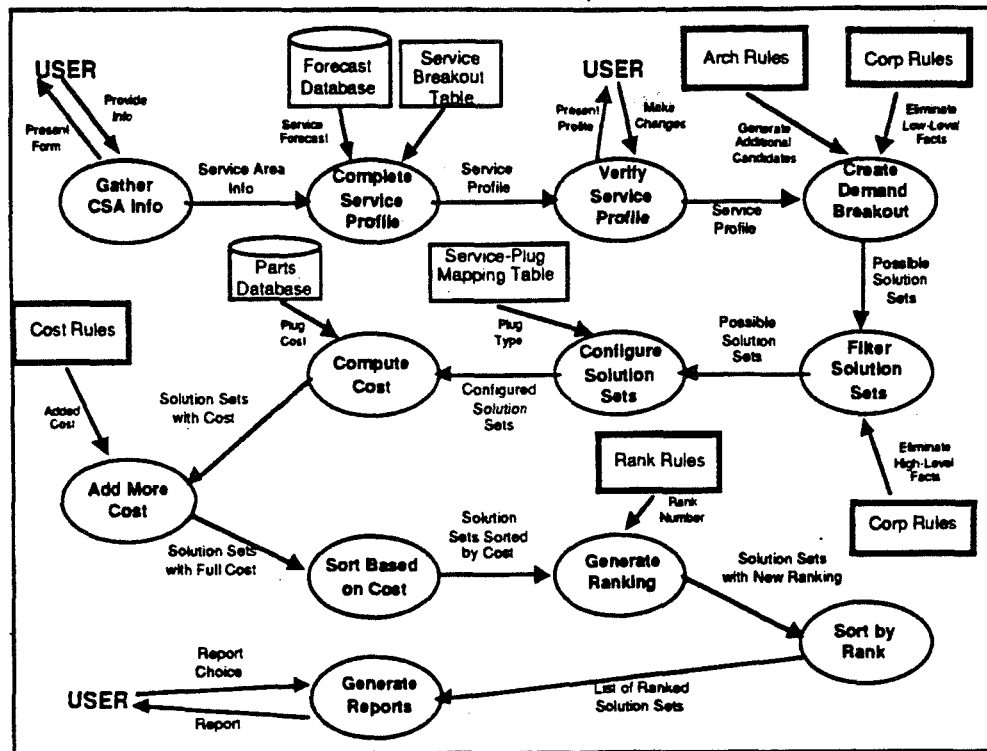 USER
Provide
Info
Present
Form
Gather
CSA Info
Service Area
Info
Forecast
Database
Service
Breakout
Table
Service
Forecast
Complete
Service
Profile
Service
Profile
USER
Present
Profile
Make
Changes
Verify
Service
Profile
Service
Profile
Arch Rules
Corp Rules
Generate
Additional
Candidates
Eliminate
Low-Level
Facts
Create
Demand
Breakout
Possible
Solution
Sets
Filter
Solution
Sets
Eliminate
High-Level
Facts
Corp Rules
Possible
Solution
Sets
Service-Plug
Mapping Table
Plug
Type
Configure
Solution
Sets
Configured
Solution
Sets
Parts
Database
Plug
Cost
Compute
Cost
Solution Sets
with Cost
Cost Rules
Added
Cost
Add More
Cost
Solution Sets
with Full Cost
Sort Based
on Cost
Solution
Sets Sorted
by Cost
Rank Rules
Rank
Number
Generate
Ranking
Solution Sets
with New Ranking
Sort by
Rank
List of Ranked
Solution Sets
Generate
Reports
Report
Choice
USER
Report